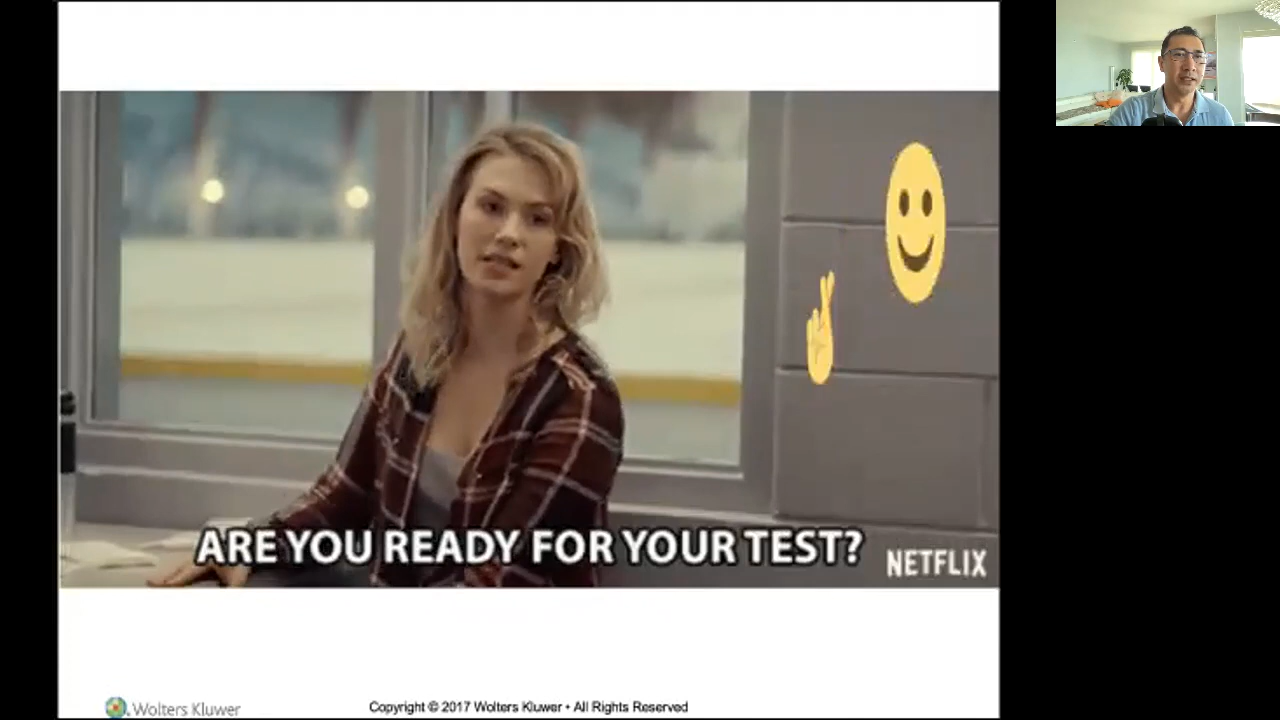 ARE YOU READY FOR YOUR TEST?
NETFLIX
Wolters Kluwer
Copyright © 2017 Wolters Kluwer • All Rights Reserved